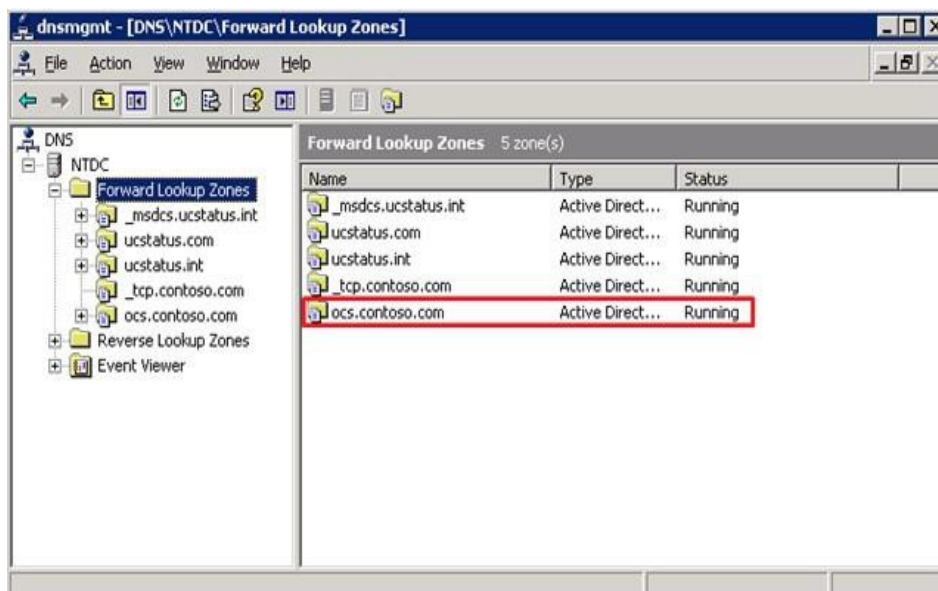 dnsmgmt - [DNS\NTDC\Forward Lookup Zones]
File Action View Window Help
DNS
NTDC
Forward Lookup Zones
_msdcs.ucstatus.int
ucstatus.com
ucstatus.int
_tcp.contoso.com
ocs.contoso.com
Reverse Lookup Zones
Event Viewer
Forward Lookup Zones 5 zone(s)
Name Type Status
_msdcs.ucstatus.int Active Direct... Running
ucstatus.com Active Direct... Running
ucstatus.int Active Direct... Running
_tcp.contoso.com Active Direct... Running
ocs.contoso.com Active Direct... Running